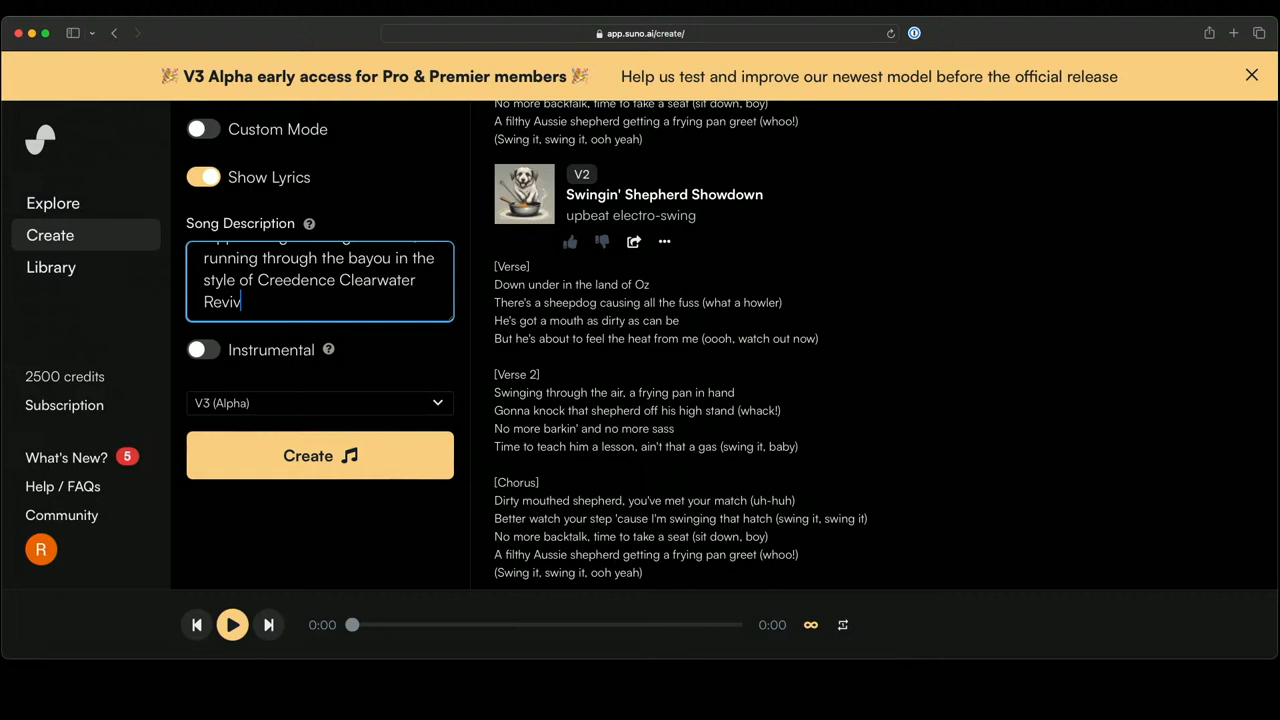 app.suno.ai/create/
🎉 V3 Alpha early access for Pro & Premier members 🎉 Help us test and improve our newest model before the official release
Explore
Create
Library
2500 credits
Subscription
What's New? 5
Help / FAQs
Community
R
Custom Mode
Show Lyrics
Song Description ?
running through the bayou in the
style of Creedence Clearwater
Reviv
Instrumental ?
V3 (Alpha)
Create
No more backtalk, time to take a seat (sit down, boy)
A filthy Aussie shepherd getting a frying pan greet (whoo!)
(Swing it, swing it, ooh yeah)
V2
Swingin' Shepherd Showdown
upbeat electro-swing
[Verse]
Down under in the land of Oz
There's a sheepdog causing all the fuss (what a howler)
He's got a mouth as dirty as can be
But he's about to feel the heat from me (oooh, watch out now)
[Verse 2]
Swinging through the air, a frying pan in hand
Gonna knock that shepherd off his high stand (whack!)
No more barkin' and no more sass
Time to teach him a lesson, ain't that a gas (swing it, baby)
[Chorus]
Dirty mouthed shepherd, you've met your match (uh-huh)
Better watch your step 'cause I'm swinging that hatch (swing it, swing it)
No more backtalk, time to take a seat (sit down, boy)
A filthy Aussie shepherd getting a frying pan greet (whoo!)
(Swing it, swing it, ooh yeah)
0:00
0:00